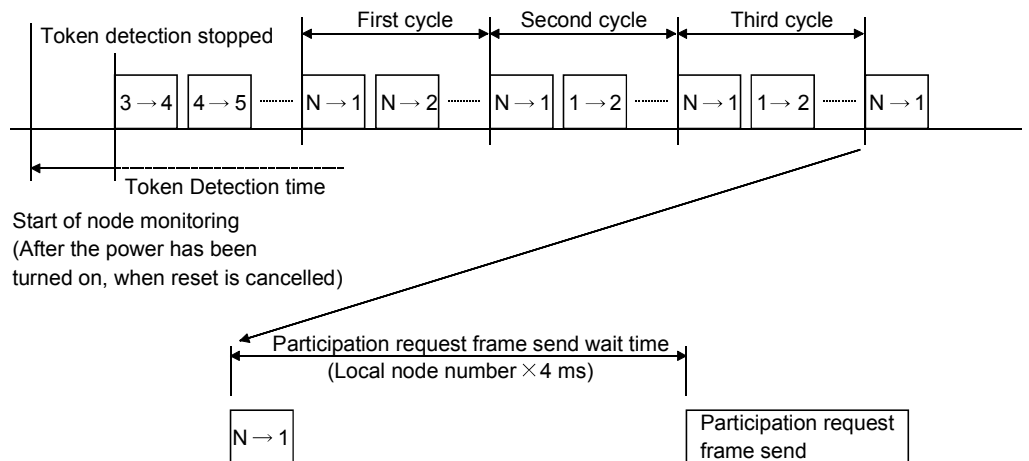 First cycle
Second cycle
Third cycle
Token detection stopped
3 → 4
4 → 5
N → 1
N → 2
N → 1
1 → 2
N → 1
1 → 2
N → 1
Token Detection time
Start of node monitoring
(After the power has been
turned on, when reset is cancelled)
Participation request frame send wait time
(Local node number × 4 ms)
N → 1
Participation request
frame send